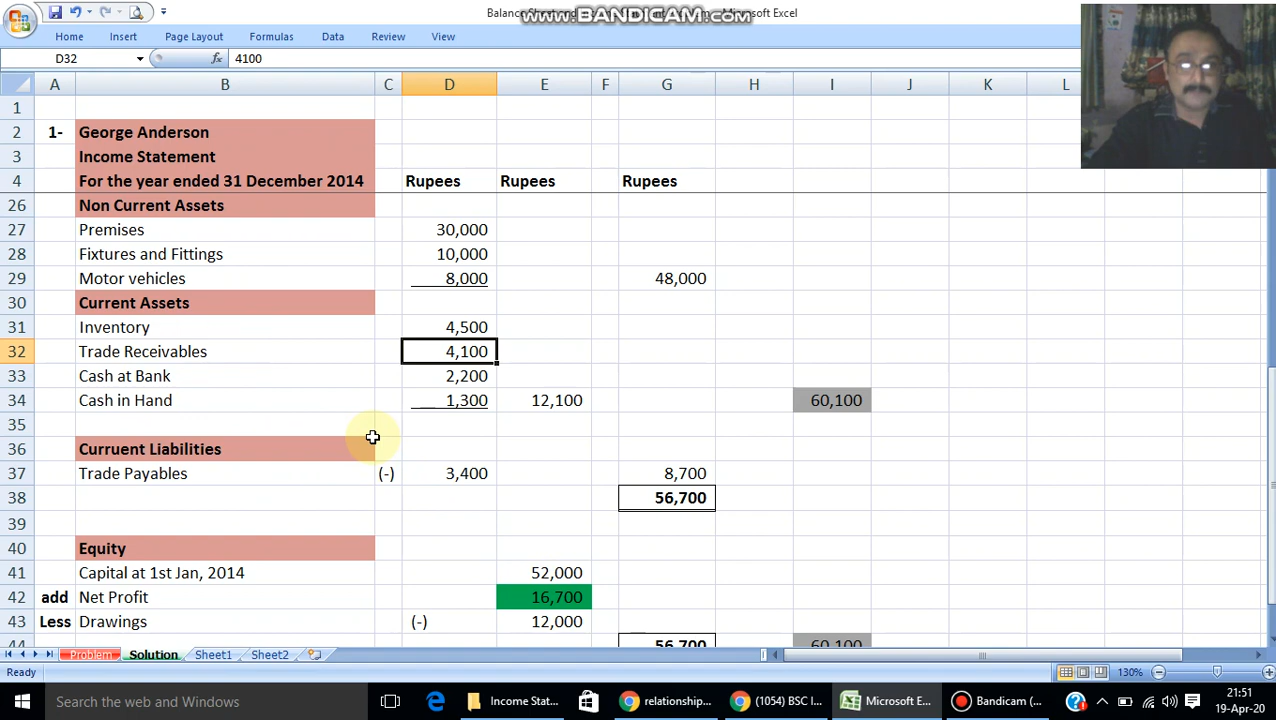 Balance Sheet
www.BANDICAM.com
Microsoft Excel
Home Insert Page Layout Formulas Data Review View
D32 fx 4100
A B C D E F G H I J K L
1
2 1- George Anderson
3 Income Statement
4 For the year ended 31 December 2014 Rupees Rupees Rupees
26 Non Current Assets
27 Premises 30,000
28 Fixtures and Fittings 10,000
29 Motor vehicles 8,000 48,000
30 Current Assets
31 Inventory 4,500
32 Trade Receivables 4,100
33 Cash at Bank 2,200
34 Cash in Hand 1,300 12,100 60,100
35
36 Curruent Liabilities
37 Trade Payables (-) 3,400 8,700
38 56,700
39
40 Equity
41 Capital at 1st Jan, 2014 52,000
42 add Net Profit 16,700
43 Less Drawings (-) 12,000
44 56,700 60,100
Problem Solution Sheet1 Sheet2
Ready 130%
Search the web and Windows
Income Stat...
relationship...
(1054) BSC I...
Microsoft E...
Bandicam (...
21:51
19-Apr-20